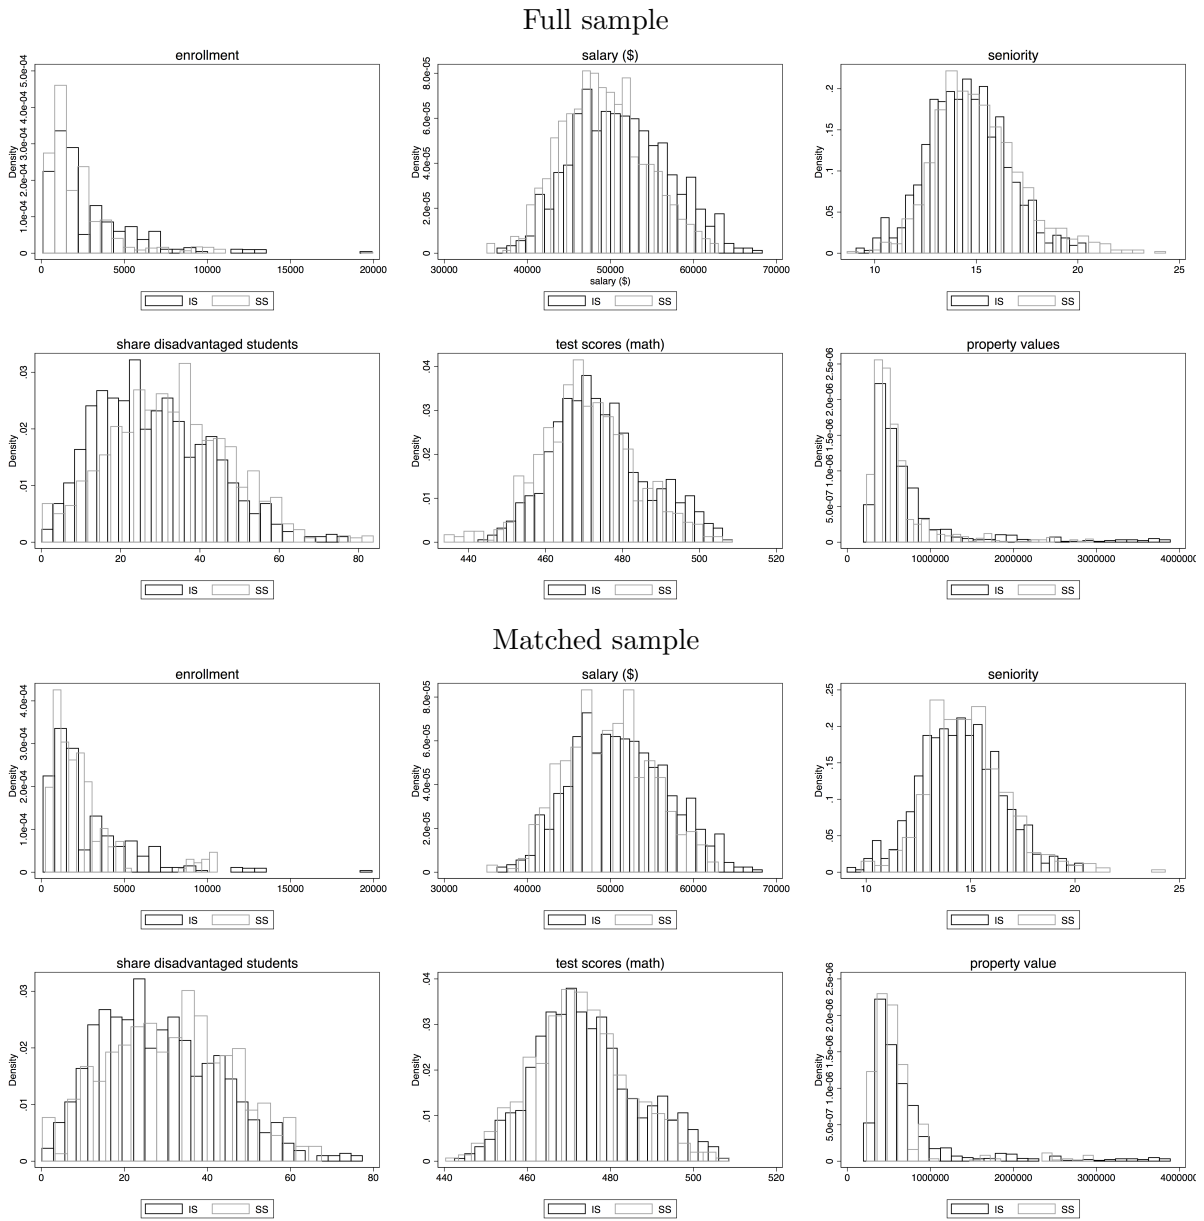 Full sample
enrollment
Density
0 1.0e-04 2.0e-04 3.0e-04 4.0e-04 5.0e-04
0 5000 10000 15000 20000
IS SS
salary ($)
Density
0 2.0e-05 4.0e-05 6.0e-05 8.0e-05
30000 40000 50000 60000 70000
salary ($)
IS SS
seniority
Density
0 .05 .1 .15 .2
10 15 20 25
IS SS
share disadvantaged students
Density
0 .01 .02 .03
0 20 40 60 80
IS SS
test scores (math)
Density
0 .01 .02 .03 .04
440 460 480 500 520
IS SS
property values
Density
0 5.0e-07 1.0e-06 1.5e-06 2.0e-06 2.5e-06
0 1000000 2000000 3000000 4000000
IS SS
Matched sample
enrollment
Density
0 1.0e-04 2.0e-04 3.0e-04 4.0e-04
0 5000 10000 15000 20000
IS SS
salary ($)
Density
0 2.0e-05 4.0e-05 6.0e-05 8.0e-05
30000 40000 50000 60000 70000
IS SS
seniority
Density
0 .05 .1 .15 .2 .25
10 15 20 25
IS SS
share disadvantaged students
Density
0 .01 .02 .03
0 20 40 60 80
IS SS
test scores (math)
Density
0 .01 .02 .03 .04
440 460 480 500 520
IS SS
property value
Density
0 5.0e-07 1.0e-06 1.5e-06 2.0e-06 2.5e-06
0 1000000 2000000 3000000 4000000
IS SS